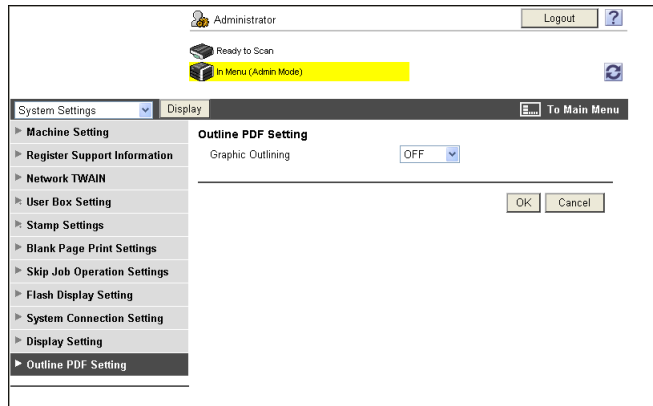 Administrator
Logout
?
Ready to Scan
In Menu (Admin Mode)
System Settings
Display
To Main Menu
Machine Setting
Register Support Information
Network TWAIN
User Box Setting
Stamp Settings
Blank Page Print Settings
Skip Job Operation Settings
Flash Display Setting
System Connection Setting
Display Setting
Outline PDF Setting
Outline PDF Setting
Graphic Outlining OFF
OK Cancel